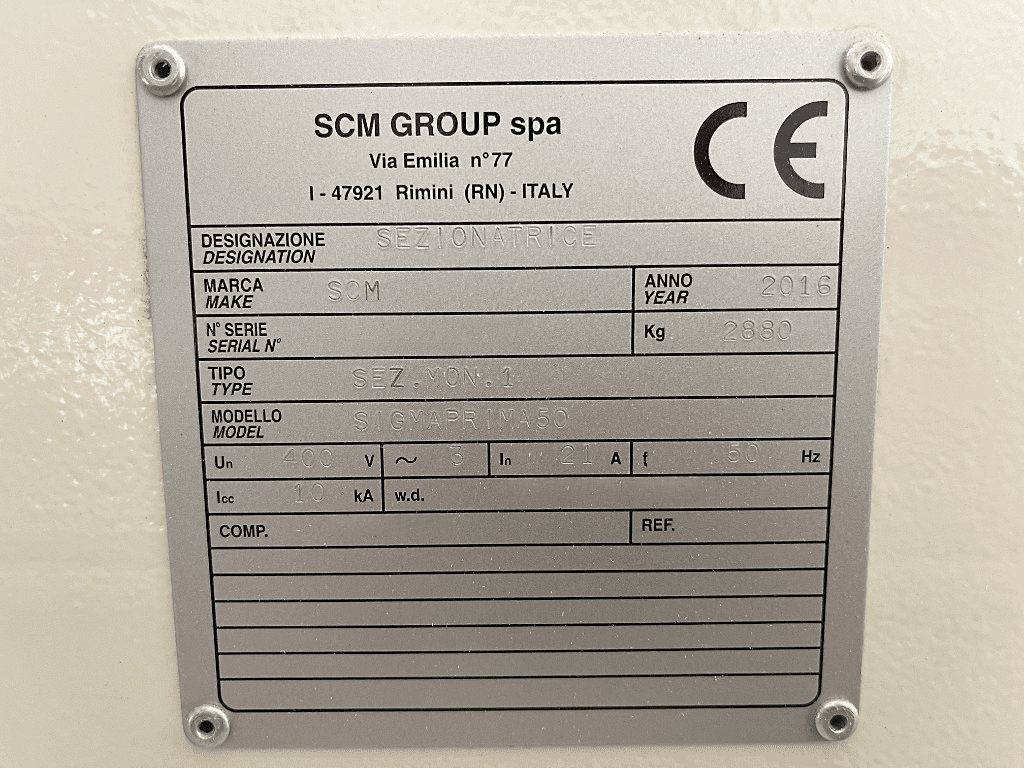 SCM GROUP spa
Via Emilia n°77
I - 47921 Rimini (RN) - ITALY
CE
DESIGNAZIONE SEZIONATRICE
DESIGNATION
MARCA SCM ANNO 2016
MAKE YEAR
N° SERIE Kg 2880
SERIAL N°
TIPO SEZ.MON.1
TYPE
MODELLO SIGMAPRIMA50
MODEL
Un 400 V ~ 3 In 21 A f 50 Hz
Icc 10 kA w.d.
COMP. REF.